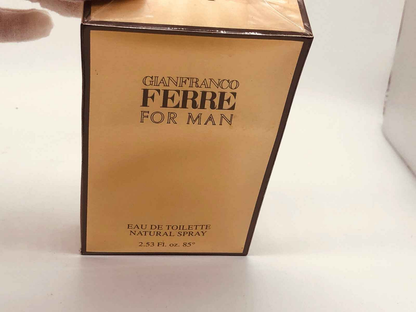 GIANFRANCO
FERRE
FOR MAN
EAU DE TOILETTE
NATURAL SPRAY
2.53 Fl. oz. 85°